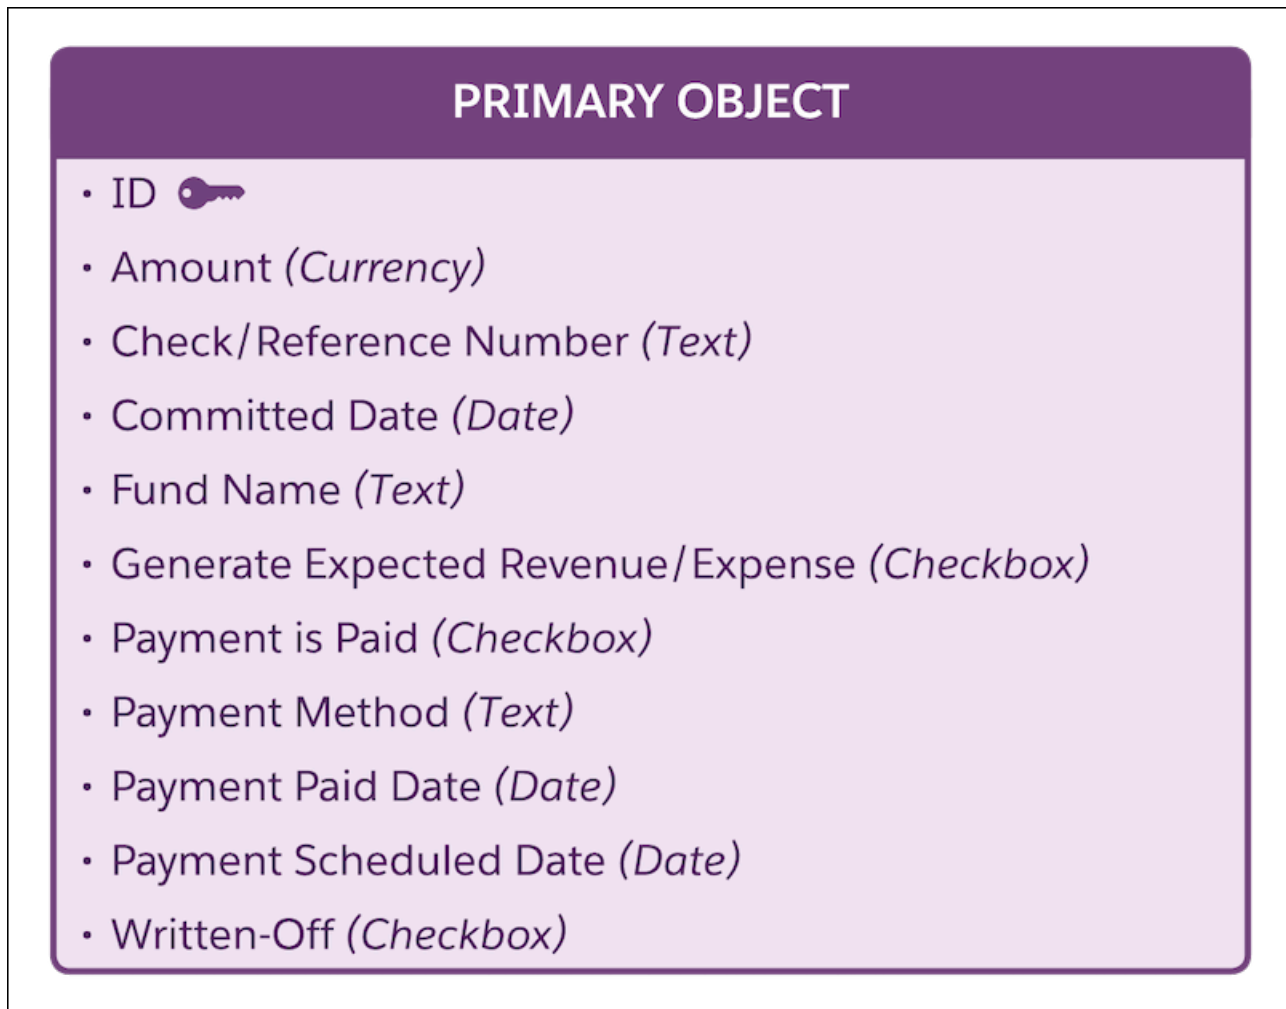 PRIMARY OBJECT
· ID
· Amount (Currency)
· Check/Reference Number (Text)
· Committed Date (Date)
· Fund Name (Text)
· Generate Expected Revenue/Expense (Checkbox)
· Payment is Paid (Checkbox)
· Payment Method (Text)
· Payment Paid Date (Date)
· Payment Scheduled Date (Date)
· Written-Off (Checkbox)